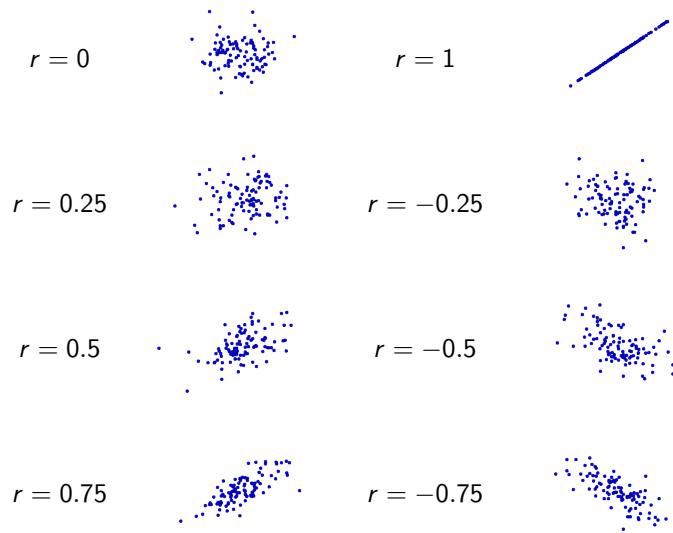 r = 0
r = 1
r = 0.25
r = −0.25
r = 0.5
r = −0.5
r = 0.75
r = −0.75